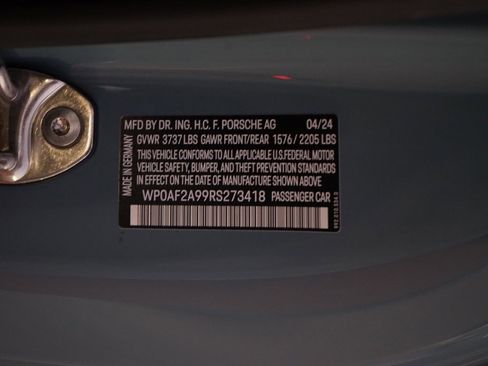 MFD BY DR. ING. H.C. F. PORSCHE AG 04/24
GVWR 3737 LBS GAWR FRONT/REAR 1576 / 2205 LBS
THIS VEHICLE CONFORMS TO ALL APPLICABLE U.S.FEDERAL MOTOR
VEHICLE SAFETY, BUMPER, AND THEFT PREVENTION STANDARDS
IN EFFECT ON THE DATE OF MANUFACTURE SHOWN ABOVE.
WP0AF2A99RS273418 PASSENGER CAR
MADE IN GERMANY